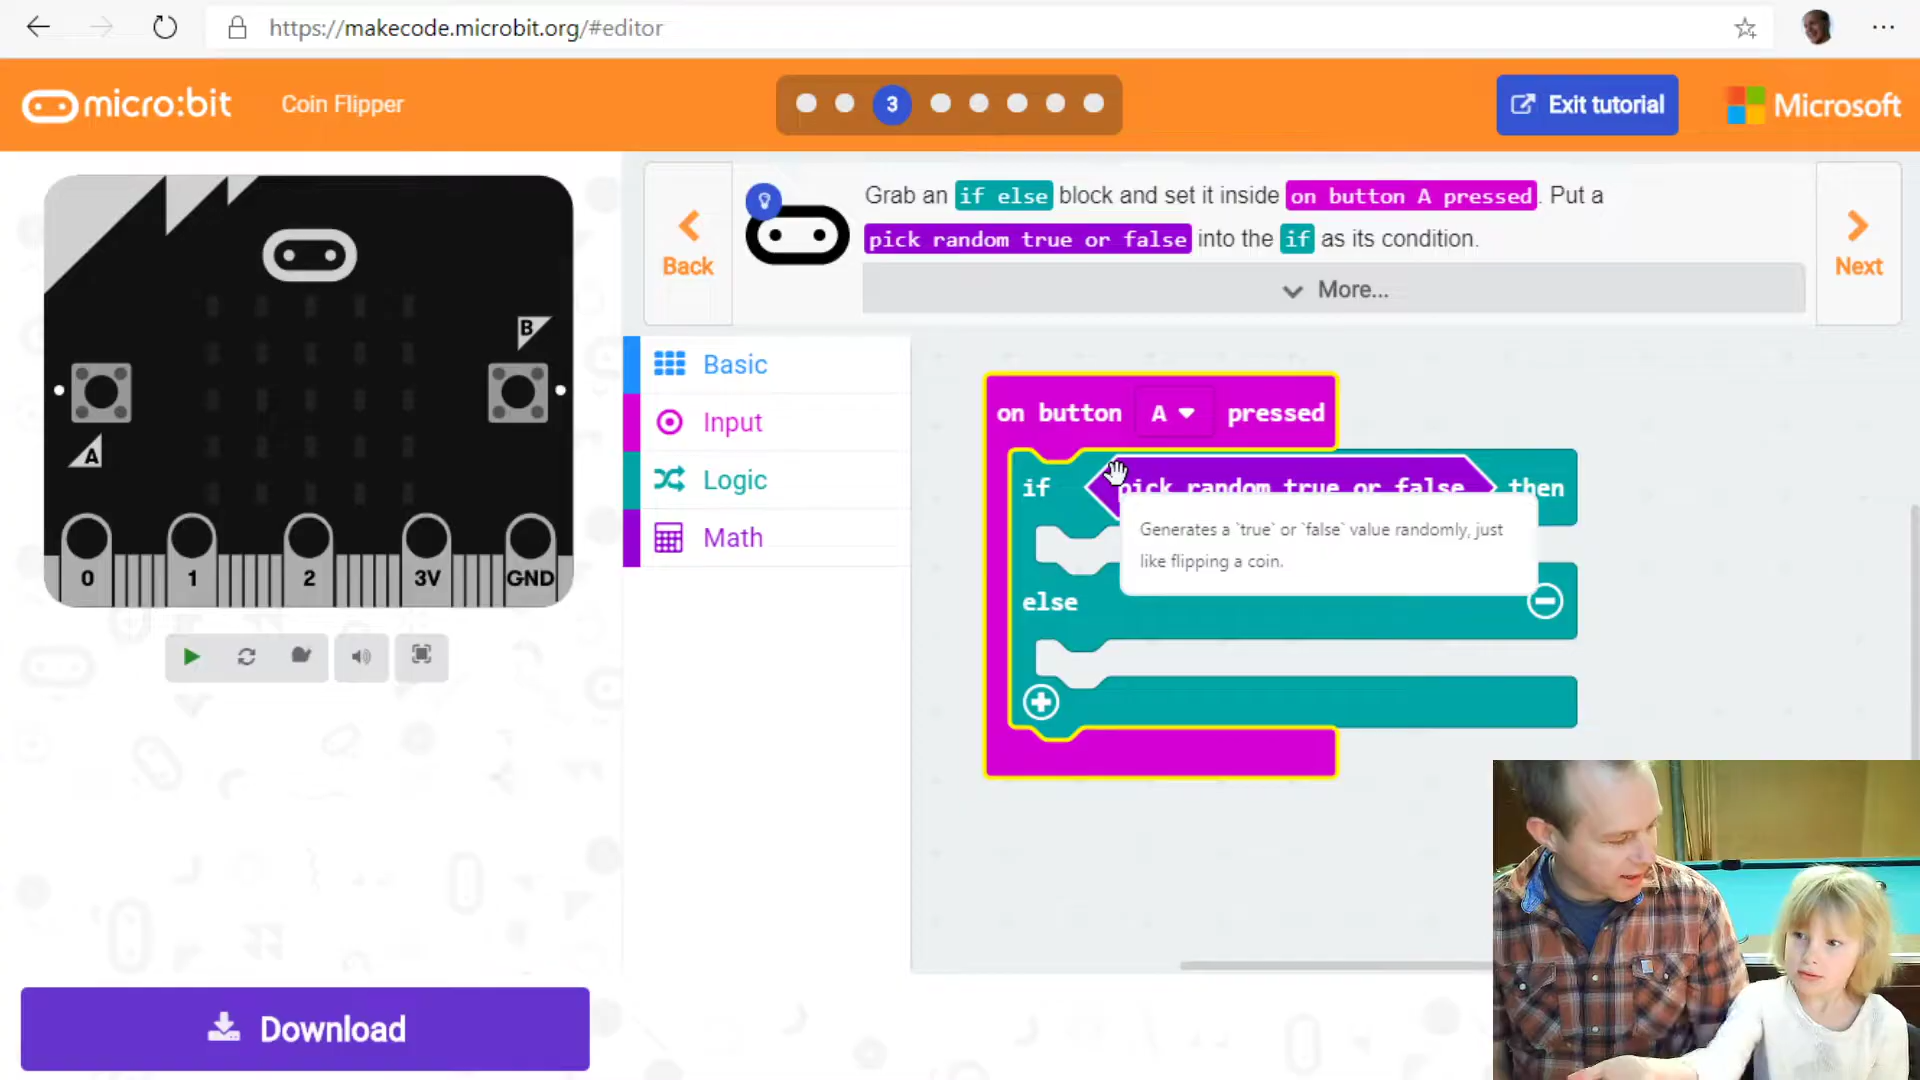 https://makecode.microbit.org/#editor
micro:bit
Coin Flipper
3
Exit tutorial
Microsoft
Back
Grab an if else block and set it inside on button A pressed. Put a
pick random true or false into the if as its condition.
More...
Next
B
A
0
1
2
3V
GND
Download
Basic
Input
Logic
Math
on button A pressed
if pick random true or false then
Generates a `true` or `false` value randomly, just
like flipping a coin.
else